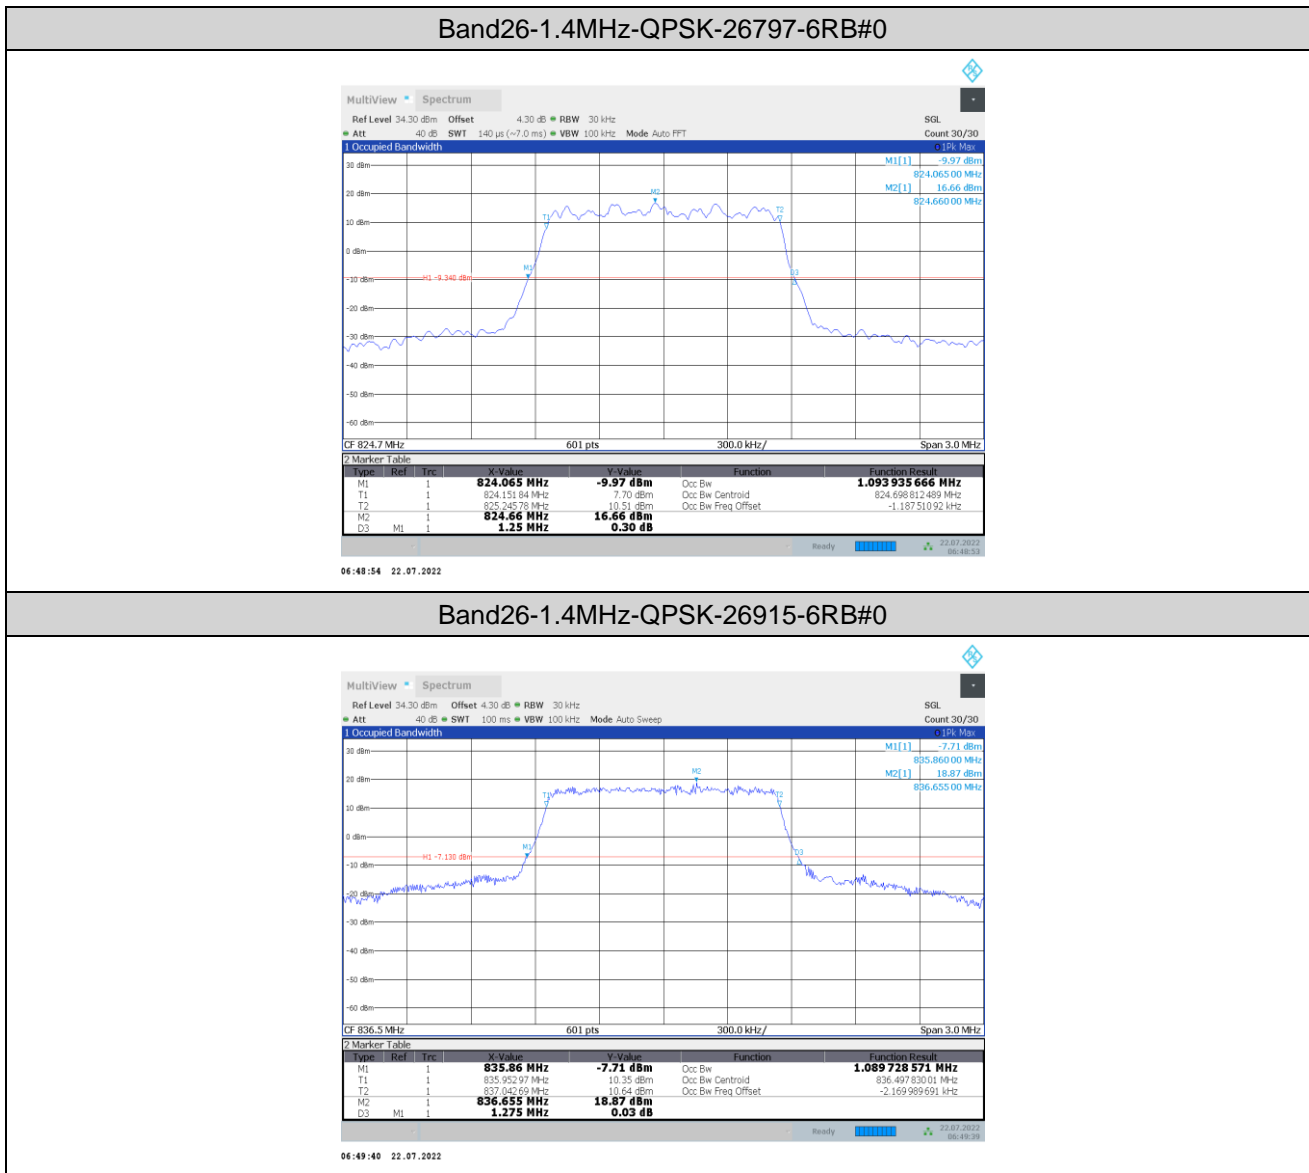 Band26-1.4MHz-QPSK-26797-6RB#0
MultiView Spectrum
Ref Level 34.30 dBm Offset 4.30 dB RBW 30 kHz SGL
Att 40 dB SWT 140 µs (~7.0 ms) VBW 100 kHz Mode Auto FFT Count 30/30
1 Occupied Bandwidth 1Pk Max
M1[1] -9.97 dBm
30 dBm
824.06500 MHz
M2[1] 16.66 dBm
20 dBm
824.66000 MHz
M2
T1
T2
10 dBm
0 dBm
M1
D3
-10 dBm
H1 -9.340 dBm
-20 dBm
-30 dBm
-40 dBm
-50 dBm
-60 dBm
CF 824.7 MHz 601 pts 300.0 kHz/ Span 3.0 MHz
2 Marker Table
Type Ref Trc X-Value Y-Value Function Function Result
M1 1 824.065 MHz -9.97 dBm Occ Bw 1.093 935 666 MHz
T1 1 824.151 84 MHz 7.70 dBm Occ Bw Centroid 824.698 812 489 MHz
T2 1 825.245 78 MHz 10.51 dBm Occ Bw Freq Offset -1.187 510 92 kHz
M2 1 824.66 MHz 16.66 dBm
D3 M1 1 1.25 MHz 0.30 dB
Ready 22.07.2022
06:48:53
06:48:54 22.07.2022
Band26-1.4MHz-QPSK-26915-6RB#0
MultiView Spectrum
Ref Level 34.30 dBm Offset 4.30 dB RBW 30 kHz SGL
Att 40 dB SWT 100 ms VBW 100 kHz Mode Auto Sweep Count 30/30
1 Occupied Bandwidth 1Pk Max
M1[1] -7.71 dBm
30 dBm
835.86000 MHz
M2[1] 18.87 dBm
20 dBm
836.65500 MHz
M2
T1
T2
10 dBm
0 dBm
M1
D3
H1 -7.130 dBm
-10 dBm
-20 dBm
-30 dBm
-40 dBm
-50 dBm
-60 dBm
CF 836.5 MHz 601 pts 300.0 kHz/ Span 3.0 MHz
2 Marker Table
Type Ref Trc X-Value Y-Value Function Function Result
M1 1 835.86 MHz -7.71 dBm Occ Bw 1.089 728 571 MHz
T1 1 835.952 97 MHz 10.35 dBm Occ Bw Centroid 836.497 830 01 MHz
T2 1 837.042 69 MHz 10.64 dBm Occ Bw Freq Offset -2.169 989 691 kHz
M2 1 836.655 MHz 18.87 dBm
D3 M1 1 1.275 MHz 0.03 dB
Ready 22.07.2022
06:49:39
06:49:40 22.07.2022